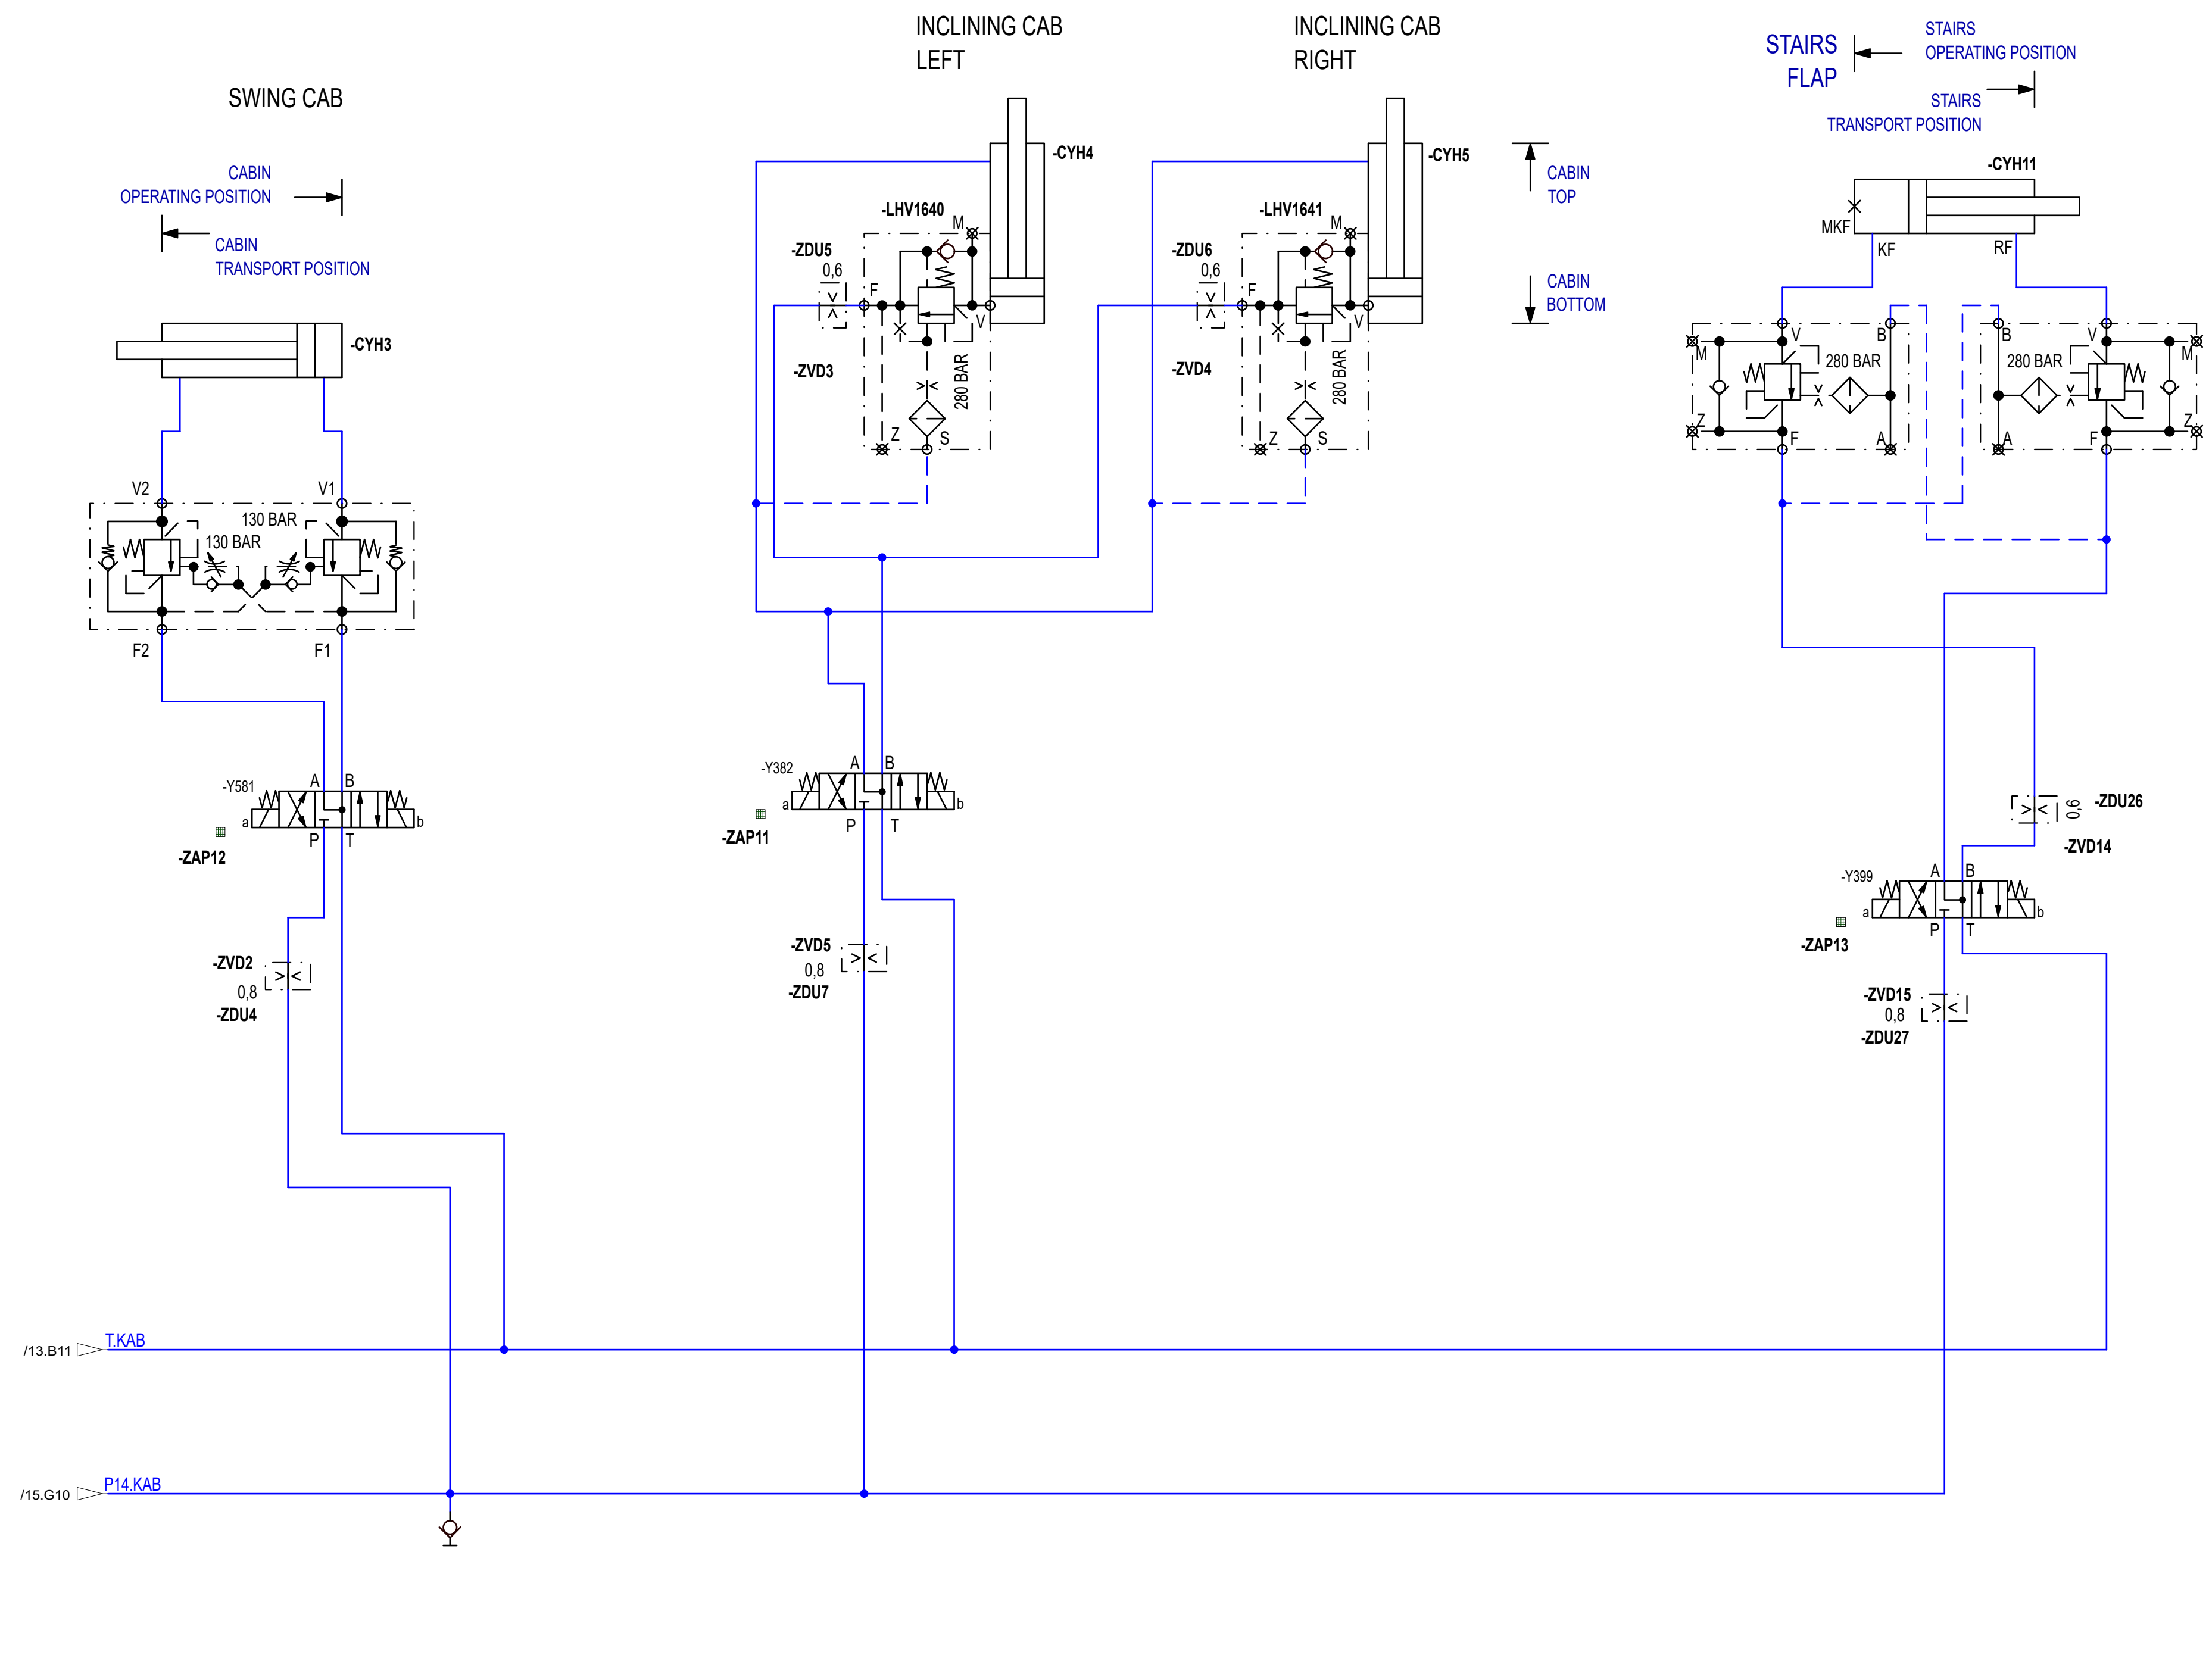 INCLINING CAB
LEFT
INCLINING CAB
RIGHT
STAIRS
FLAP
STAIRS
OPERATING POSITION
STAIRS
TRANSPORT POSITION
SWING CAB
CABIN
OPERATING POSITION
CABIN
TRANSPORT POSITION
-CYH3
V2
V1
130 BAR
130 BAR
F2
F1
-Y581
A
B
a
b
P
T
-ZAP12
-ZVD2
0,8
-ZDU4
-CYH4
-LHV1640
M
-ZDU5
0,6
F
V
-ZVD3
280 BAR
Z
S
-CYH5
-LHV1641
M
-ZDU6
0,6
F
V
-ZVD4
280 BAR
Z
S
CABIN
TOP
CABIN
BOTTOM
-Y382
A
B
a
b
P
T
-ZAP11
-ZVD5
0,8
-ZDU7
-CYH11
MKF
KF
RF
V
B
M
280 BAR
Z
F
A
B
V
280 BAR
M
A
F
Z
0,6
-ZDU26
-ZVD14
-Y399
A
B
a
b
P
T
-ZAP13
-ZVD15
0,8
-ZDU27
/13.B11
T.KAB
/15.G10
P14.KAB